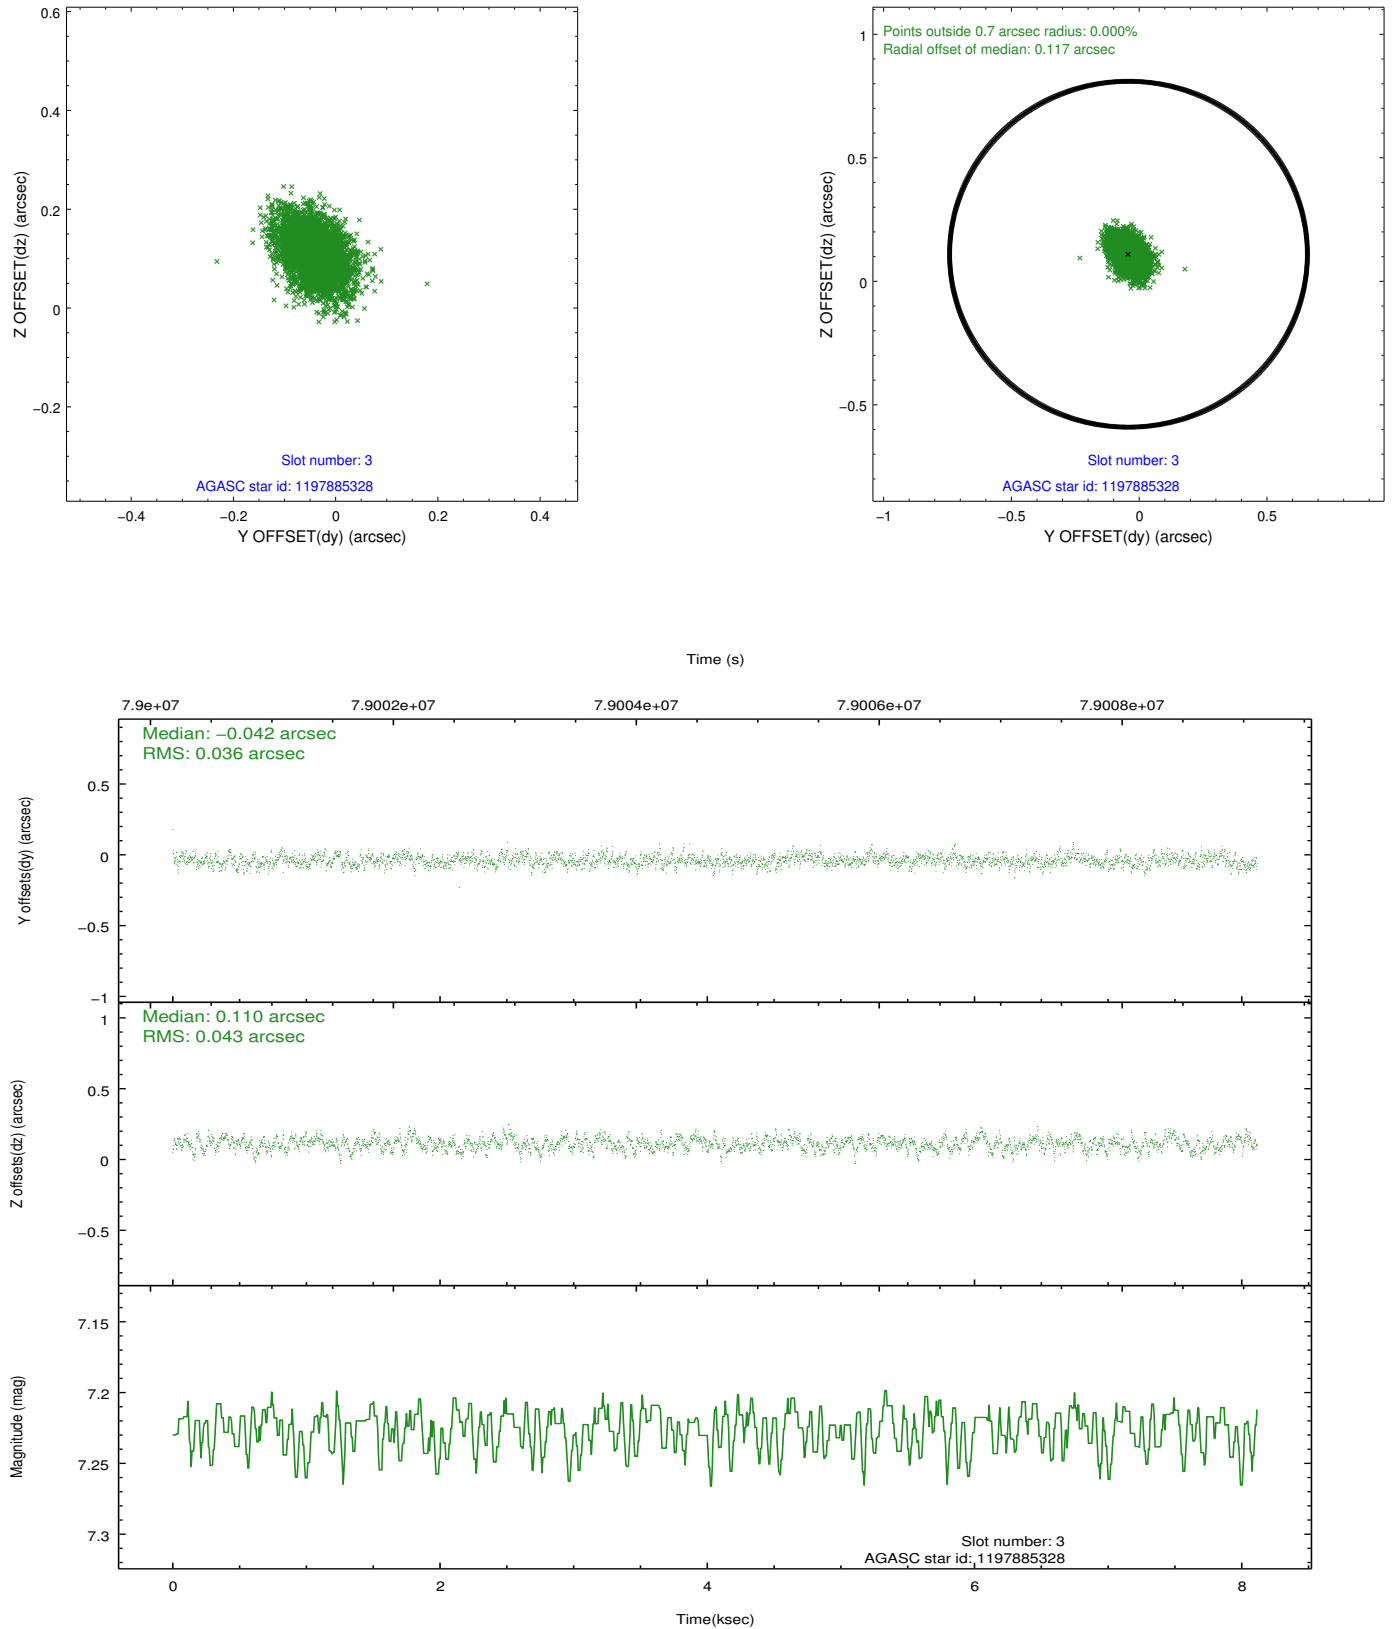 0.6
0.4
0.2
0
−0.2
Z OFFSET(dz) (arcsec)
Slot number: 3
AGASC star id: 1197885328
−0.4 −0.2 0 0.2 0.4
Y OFFSET(dy) (arcsec)
Points outside 0.7 arcsec radius: 0.000%
Radial offset of median: 0.117 arcsec
1
0.5
0
−0.5
Z OFFSET(dz) (arcsec)
Slot number: 3
AGASC star id: 1197885328
−1 −0.5 0 0.5
Y OFFSET(dy) (arcsec)
Time (s)
7.9e+07 7.9002e+07 7.9004e+07 7.9006e+07 7.9008e+07
Median: −0.042 arcsec
RMS: 0.036 arcsec
0.5
0
−0.5
−1
Y offsets(dy) (arcsec)
Median: 0.110 arcsec
RMS: 0.043 arcsec
1
0.5
0
−0.5
Z offsets(dz) (arcsec)
7.15
7.2
7.25
7.3
Magnitude (mag)
Slot number: 3
AGASC star id: 1197885328
0 2 4 6 8
Time(ksec)